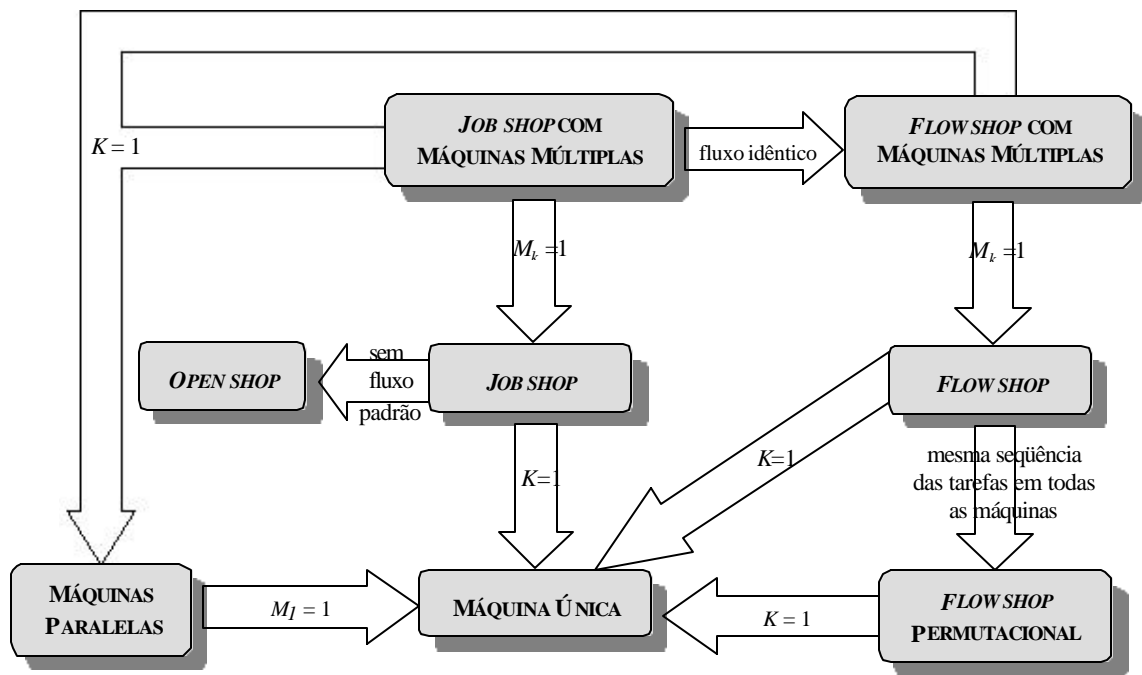 JOB SHOP COM
MÁQUINAS MÚLTIPLAS
FLOW SHOP COM
MÁQUINAS MÚLTIPLAS
K = 1
fluxo idêntico
M_k =1
M_k =1
OPEN SHOP
sem
fluxo
padrão
JOB SHOP
FLOW SHOP
K=1
K=1
mesma seqüência
das tarefas em todas
as máquinas
MÁQUINAS
PARALELAS
M1 = 1
MÁQUINA ÚNICA
K = 1
FLOW SHOP
PERMUTACIONAL